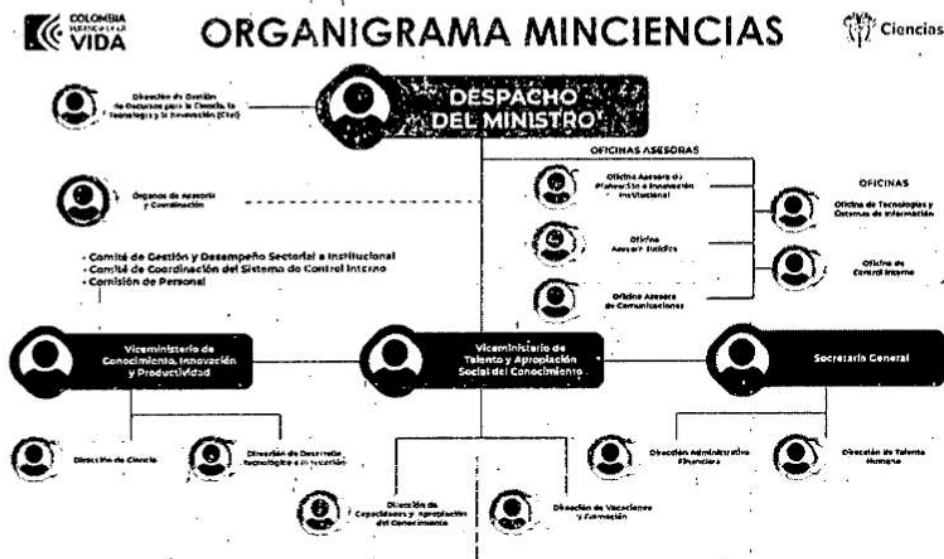 COLOMBIA
POTENCIA DE LA
VIDA
ORGANIGRAMA MINCIENCIAS
Ciencias
Dirección de Gestión
de Recursos para la Ciencia, la
Tecnología y la Innovación (CTeI)
DESPACHO
DEL MINISTRO
OFICINAS ASESORAS
Oficina Asesora de
Planeación e Innovación
Institucional
OFICINAS
Oficina de Tecnologías y
Sistemas de Información
Órganos de Asesoría
y Coordinación
Oficina
Asesora Jurídica
Oficina de
Control Interno
• Comité de Gestión y Desempeño Sectorial e Institucional
• Comité de Coordinación del Sistema de Control Interno
• Comisión de Personal
Oficina Asesora
de Comunicaciones
Viceministerio de
Conocimiento, Innovación
y Productividad
Viceministerio de
Talento y Apropiación
Social del Conocimiento
Secretaría General
Dirección de Ciencia
Dirección de Desarrollo
Tecnológico e Innovación
Dirección Administrativa
Financiera
Dirección de Talento
Humano
Dirección de
Capacidades y Apropiación
del Conocimiento
Dirección de Vocaciones
y Formación